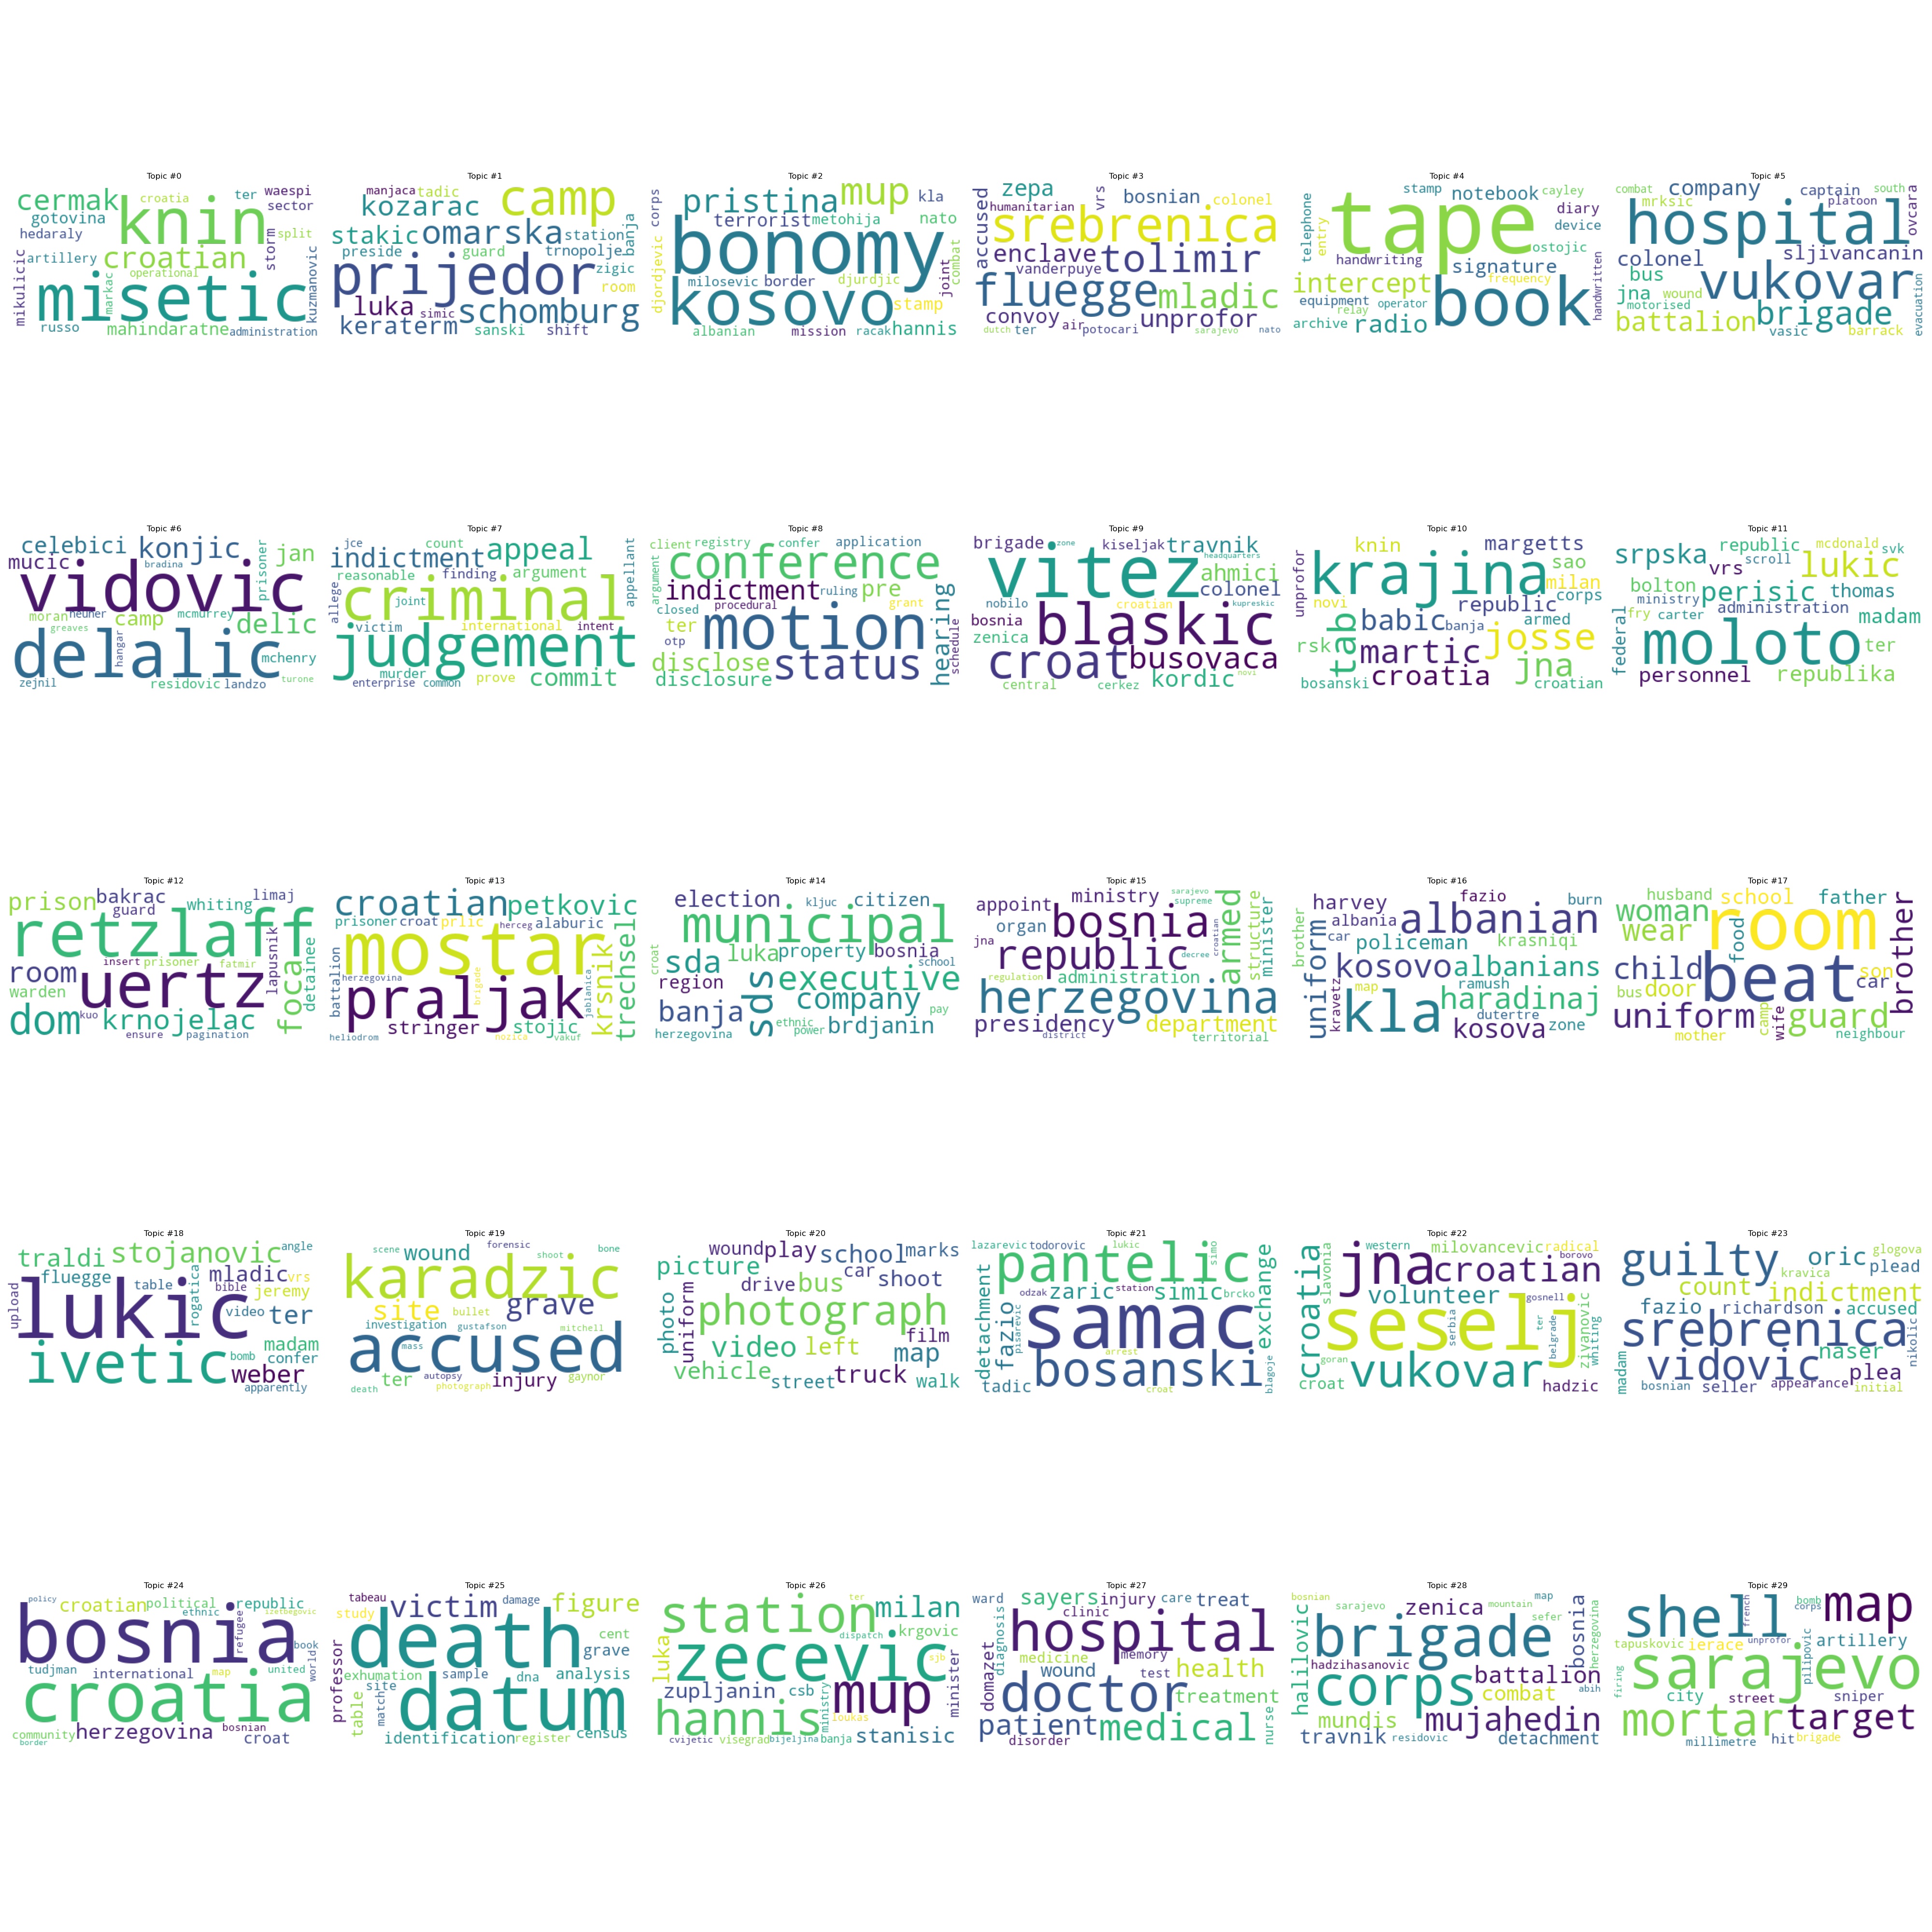 Topic #0
cermak croatia ter waespi
gotovina knin sector
hedaraly storm split
artillery croatian kuzmanovic
mikulicic operational
misetic markac
russo mahindaratne administration
Topic #1
manjaca tadic camp
kozarac
stakic omarska station banja
preside guard trnopolje
prijedor zigic
luka simic room
keraterm schomburg
sanski shift
Topic #2
corps pristina mup kla
terrorist metohija nato
bonomy combat
djordjevic milosevic border joint
kosovo djurdjic stamp
albanian mission racak hannis
Topic #3
accused zepa vrs bosnian colonel
humanitarian
srebrenica
enclave tolimir
vanderpuye
fluegge mladic
convoy air unprofor
dutch ter potocari sarajevo nato
Topic #4
telephone stamp notebook cayley
entry tape diary
device
handwriting ostojic
intercept signature
frequency handwritten
equipment operator book
relay
archive radio
Topic #5
combat company captain south
mrksic platoon ovcara
hospital
colonel sljivancanin
bus vukovar
jna wound
motorised brigade evacuation
battalion vasic barrack
Topic #6
celebici konjic jan
mucic bradina prisoner
vidovic
moran neuner camp mcmurrey delic
greaves hangar
delalic mchenry
zejnil residovic landzo turone
Topic #7
jce count appeal
indictment appellant
reasonable finding argument
allege criminal
joint
victim international intent
judgement
murder prove commit
enterprise common
Topic #8
client registry confer application
argument conference
indictment ruling pre
closed procedural grant
ter motion hearing
otp schedule
disclose status
disclosure
Topic #9
brigade zone kiseljak travnik
headquarters
vitez ahmici
colonel
nobilo croatian kupreskic
bosnia blaskic
zenica
croat busovaca
central cerkez kordic novi
Topic #10
unprofor knin margetts
krajina sao
milan
novi republic corps
babic banja armed
rsk tab martic josse
bosanski croatia jna croatian
Topic #11
srpska republic mcdonald svk
vrs scroll lukic
bolton perisic thomas
ministry administration
federal fry carter madam
moloto ter
personnel republika
Topic #12
prison bakrac limaj
guard whiting
retzlaff
lapusnik
room insert prisoner fatmir detainee
warden uertz foca
dom kuo krnojelac
ensure pagination
Topic #13
croatian petkovic
prisoner croat prlic herceg alaburic
mostar krsnik
battalion herzegovina trechsel
brigade jablanica
praljak
stringer stojic
heliodrom nozica vakuf
Topic #14
election kljuc citizen
municipal
croat sda luka property bosnia
region school
sds executive
banja company pay
ethnic brdjanin
herzegovina power
Topic #15
ministry sarajevo
appoint supreme armed
organ bosnia structure
jna croatian minister
republic decree
regulation administration
herzegovina
presidency department
district territorial
Topic #16
harvey fazio burn
brother albania albanian
car policeman krasniqi
uniform kosovo albanians
map ramush
kravetz kla haradinaj
dutertre
kosova zone
Topic #17
husband school father
woman room brother
wear food
child son
bus door beat car
uniform camp wife guard
mother neighbour
Topic #18
traldi stojanovic angle
fluegge table mladic vrs
rogatica bible jeremy
upload lukic video ter
ivetic bomb madam
weber confer
apparently
Topic #19
scene wound forensic shoot bone
karadzic
site bullet grave
investigation gustafson mitchell
accused
mass
ter autopsy injury gaynor
death photograph
Topic #20
wound play school marks
picture drive bus car shoot
photo photograph
uniform film
video left map
vehicle street truck walk
Topic #21
lazarevic todorovic lukic
pantelic simo
detachment odzak zaric station simic brcko exchange
fazio pisarevic samac
arrest
tadic bosanski blagoje
croat
Topic #22
western milovancevic radical
croatia slavonia jna croatian borovo
volunteer gosnell
seselj ter
serbia belgrade zivanovic whiting
goran
croat vukovar hadzic
Topic #23
guilty oric glogova
kravica plead
count indictment
fazio richardson accused
srebrenica
nikolic
madam vidovic naser
plea
bosnian seller appearance initial
Topic #24
policy croatian political republic
ethnic izetbegovic
bosnia refugee book
world
tudjman international map united
croatia
community herzegovina bosnian
border croat
Topic #25
tabeau victim damage figure
study cent
death grave
professor exhumation sample dna analysis
site
table match datum
identification register census
Topic #26
station ter milan
dispatch krgovic
luka zecevic sjb
zupljanin csb mup minister
ministry loukas
hannis stanisic
cvijetic visegrad bijeljina banja
Topic #27
ward sayers injury care treat
diagnosis clinic
hospital
medicine memory
domazet wound test health
doctor treatment
patient medical nurse
disorder
Topic #28
bosnian sarajevo zenica mountain map
sefer
brigade bosnia herzegovina
halilovic hadzihasanovic battalion
corps combat abih
mundis mujahedin
travnik residovic detachment
Topic #29
shell french bomb map
corps
tapuskovic ierace unprofor artillery
sarajevo pilipovic
firing city street sniper
mortar target
millimetre hit brigade